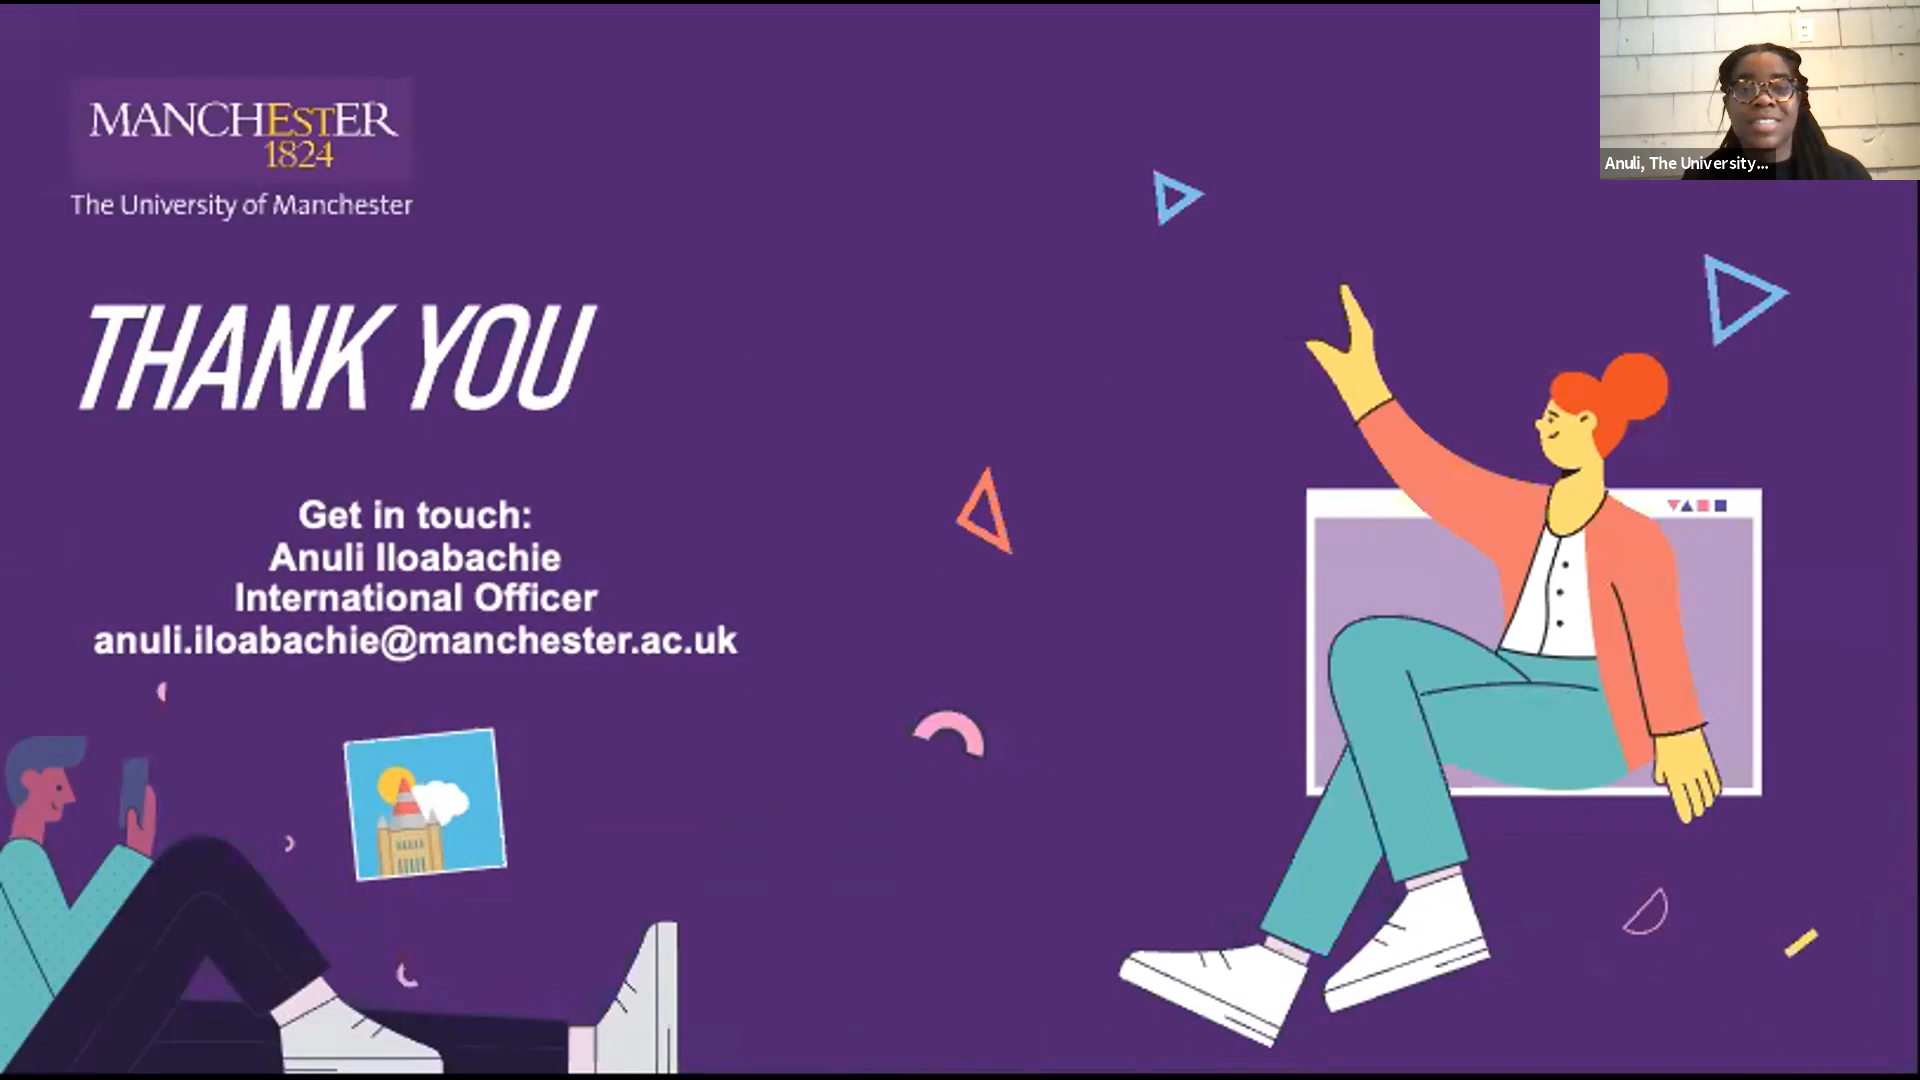 MANCHESTER
1824
The University of Manchester
THANK YOU
Get in touch:
Anuli Iloabachie
International Officer
anuli.iloabachie@manchester.ac.uk
Anuli, The University...